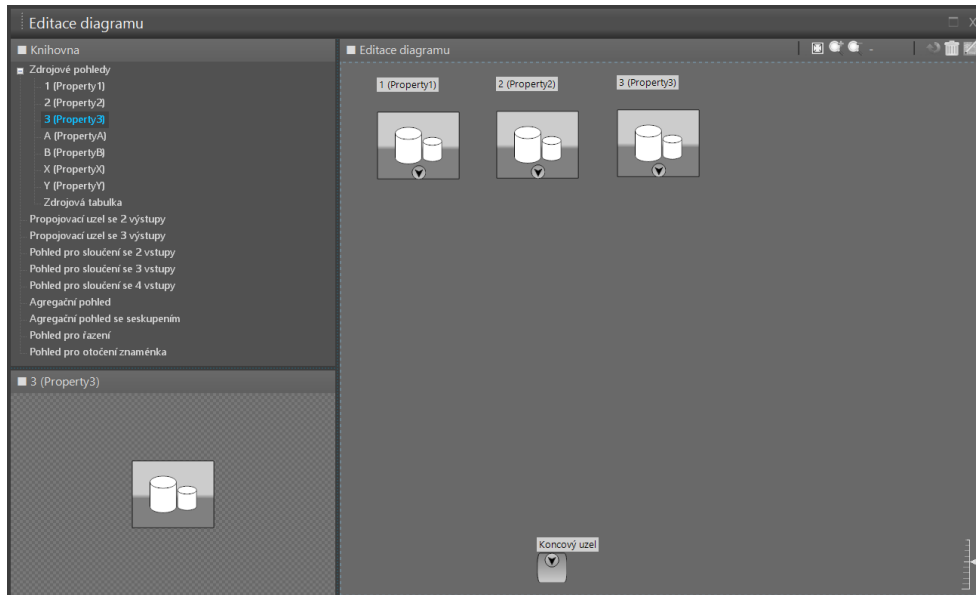 Editace diagramu
X
Knihovna
Zdrojové pohledy
1 (Property1)
2 (Property2)
3 (Property3)
A (PropertyA)
B (PropertyB)
X (PropertyX)
Y (PropertyY)
Zdrojová tabulka
Propojovací uzel se 2 výstupy
Propojovací uzel se 3 výstupy
Pohled pro sloučení se 2 vstupy
Pohled pro sloučení se 3 vstupy
Pohled pro sloučení se 4 vstupy
Agregační pohled
Agregační pohled se seskupením
Pohled pro řazení
Pohled pro otočení znaménka
3 (Property3)
Editace diagramu
1 (Property1)
2 (Property2)
3 (Property3)
Koncový uzel